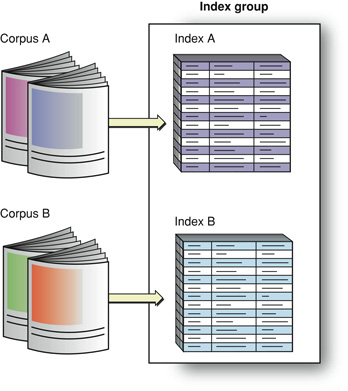 Index group
Corpus A
Index A
Corpus B
Index B